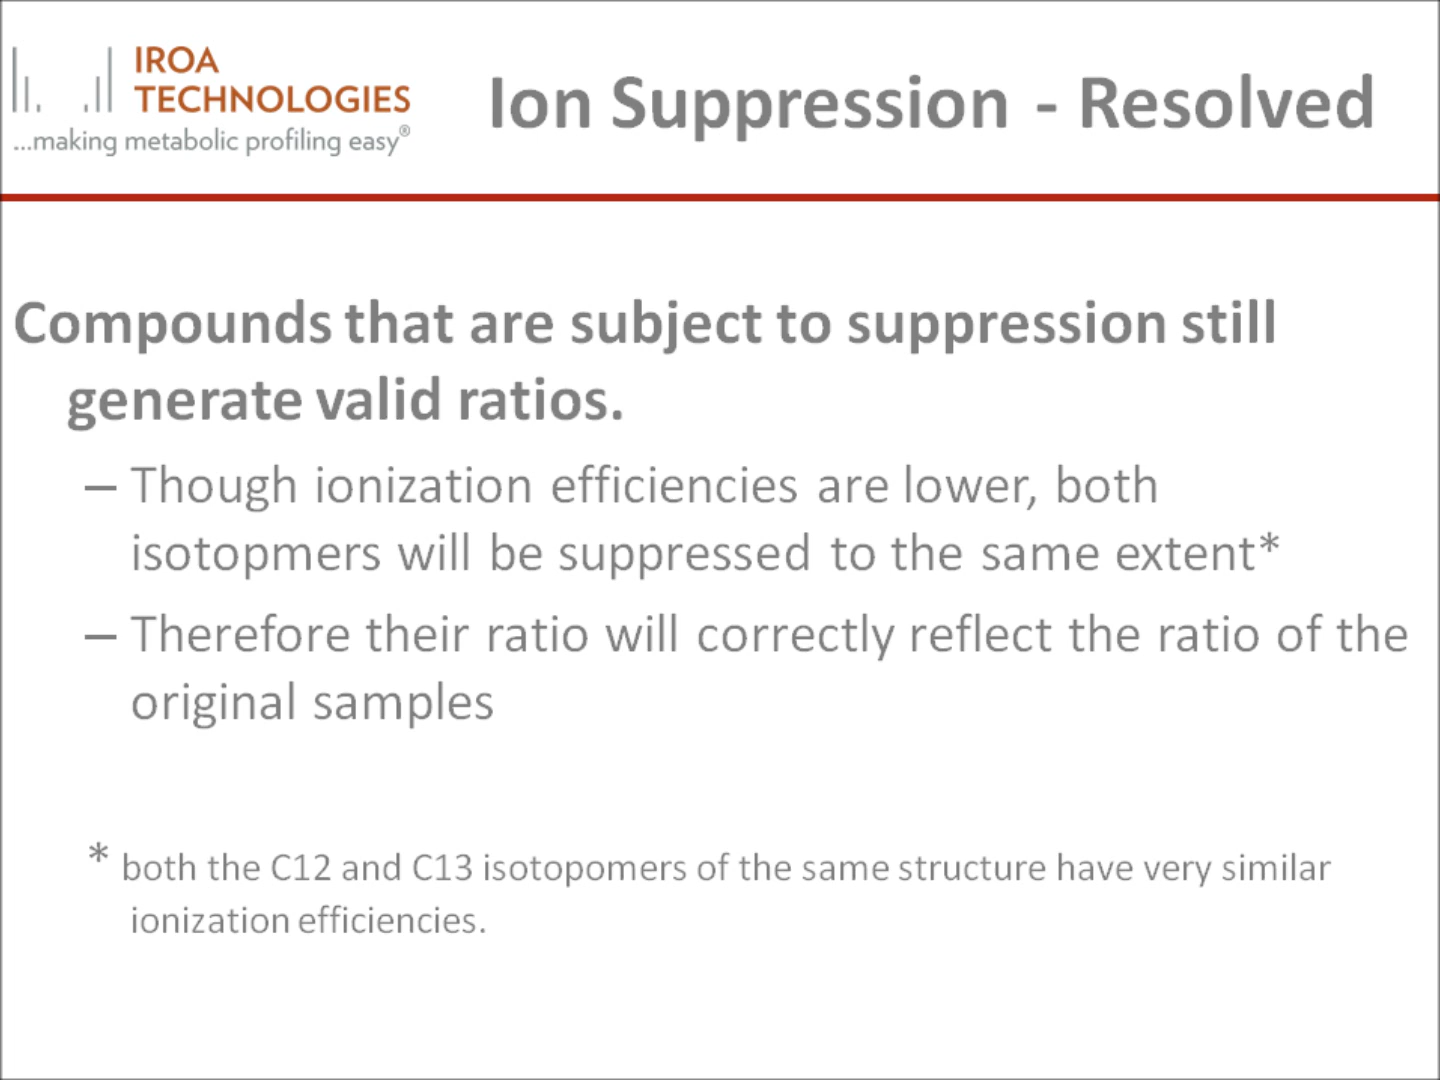 IROA
TECHNOLOGIES
...making metabolic profiling easy®
Ion Suppression - Resolved
Compounds that are subject to suppression still
generate valid ratios.
– Though ionization efficiencies are lower, both
isotopmers will be suppressed to the same extent*
– Therefore their ratio will correctly reflect the ratio of the
original samples
* both the C12 and C13 isotopomers of the same structure have very similar
ionization efficiencies.